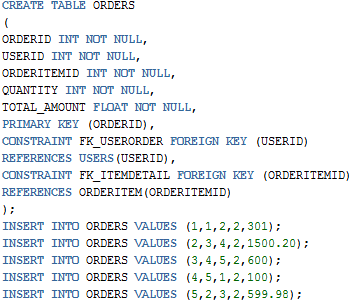 CREATE TABLE ORDERS
(
ORDERID INT NOT NULL,
USERID INT NOT NULL,
ORDERITEMID INT NOT NULL,
QUANTITY INT NOT NULL,
TOTAL_AMOUNT FLOAT NOT NULL,
PRIMARY KEY (ORDERID),
CONSTRAINT FK_USERORDER FOREIGN KEY (USERID)
REFERENCES USERS(USERID),
CONSTRAINT FK_ITEMDETAIL FOREIGN KEY (ORDERITEMID)
REFERENCES ORDERITEM(ORDERITEMID)
);
INSERT INTO ORDERS VALUES (1,1,2,2,301);
INSERT INTO ORDERS VALUES (2,3,4,2,1500.20);
INSERT INTO ORDERS VALUES (3,4,5,2,600);
INSERT INTO ORDERS VALUES (4,5,1,2,100);
INSERT INTO ORDERS VALUES (5,2,3,2,599.98);